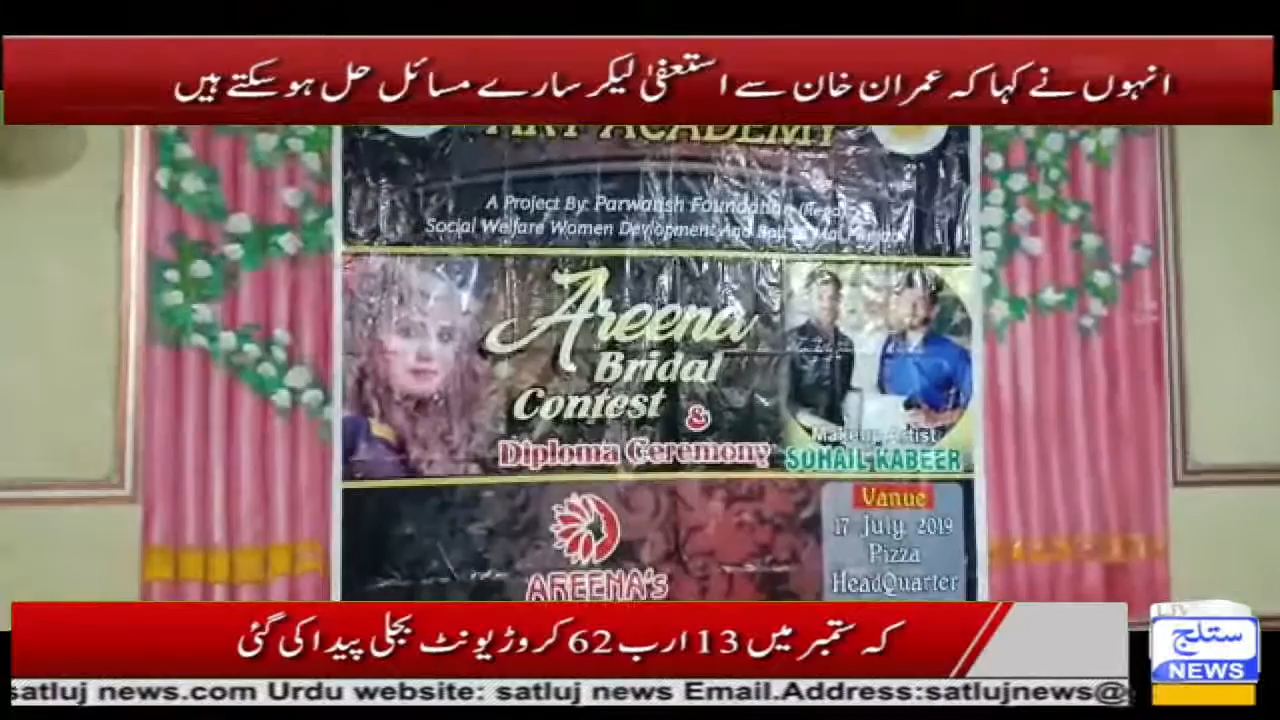 انہوں نے کہا کہ عمران خان سے استعفیٰ لیکر سارے مسائل حل ہو سکتے ہیں
ART ACADEMY
A Project By: Parwarish Foundation (Regd)
Social Welfare Women Devlopment And
Areena
Bridal
Contest
&
Diploma Ceremony
Makeup Artist
SOHAIL KABEER
Vanue
17 July 2019
Pizza
HeadQuarter
AREENA's
کہ ستمبر میں 13 ارب 62 کروڑ یونٹ بجلی پیدا کی گئی
ستلج
NEWS
satluj news.com Urdu website: satluj news Email.Address:satlujnews@